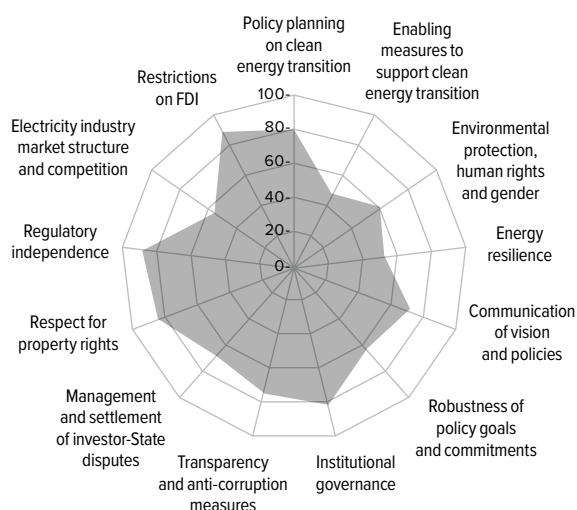 Policy planning
on clean
energy transition
Enabling
measures to
support clean
energy transition
Environmental
protection,
human rights
and gender
Energy
resilience
Communication
of vision
and policies
Robustness of
policy goals
and commitments
Institutional
governance
Transparency
and anti-corruption
measures
Management
and settlement
of investor-State
disputes
Respect for
property rights
Regulatory
independence
Electricity industry
market structure
and competition
Restrictions
on FDI
100
80
60
40
20
0